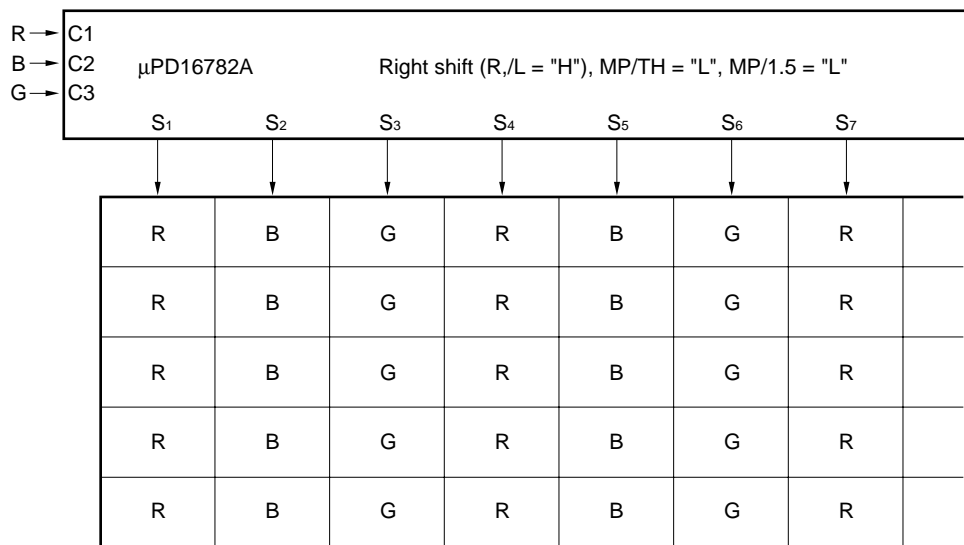 R C1
B C2 μPD16782A Right shift (R,/L = "H"), MP/TH = "L", MP/1.5 = "L"
G C3
S1 S2 S3 S4 S5 S6 S7
R B G R B G R
R B G R B G R
R B G R B G R
R B G R B G R
R B G R B G R